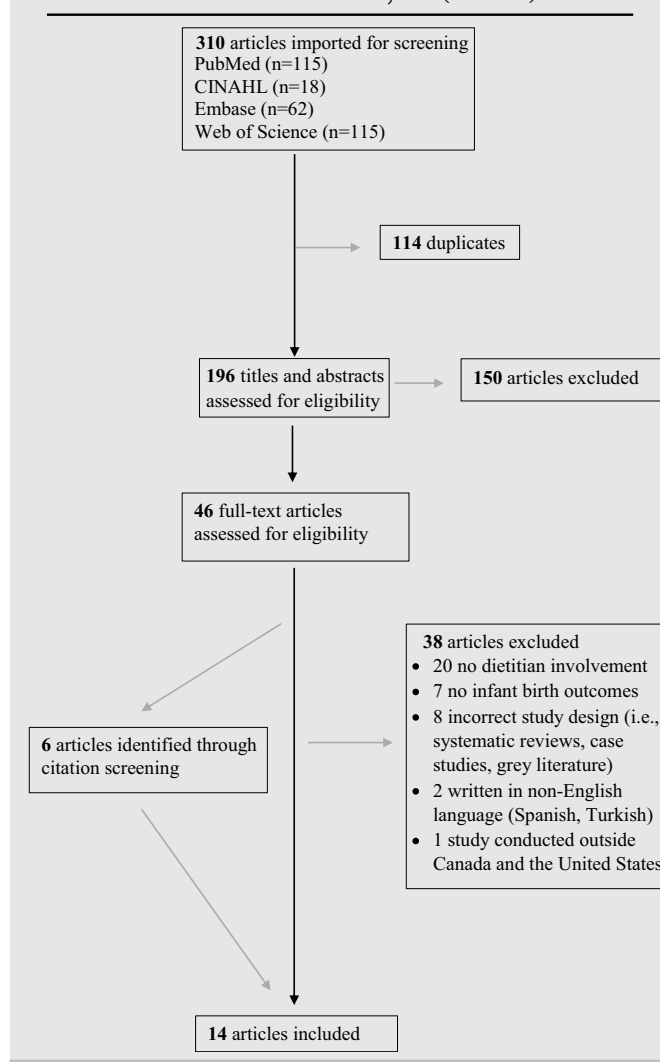 310 articles imported for screening
PubMed (n=115)
CINAHL (n=18)
Embase (n=62)
Web of Science (n=115)
114 duplicates
196 titles and abstracts
assessed for eligibility
150 articles excluded
46 full-text articles
assessed for eligibility
38 articles excluded
• 20 no dietitian involvement
• 7 no infant birth outcomes
• 8 incorrect study design (i.e.,
systematic reviews, case
studies, grey literature)
• 2 written in non-English
language (Spanish, Turkish)
• 1 study conducted outside
Canada and the United States
6 articles identified through
citation screening
14 articles included